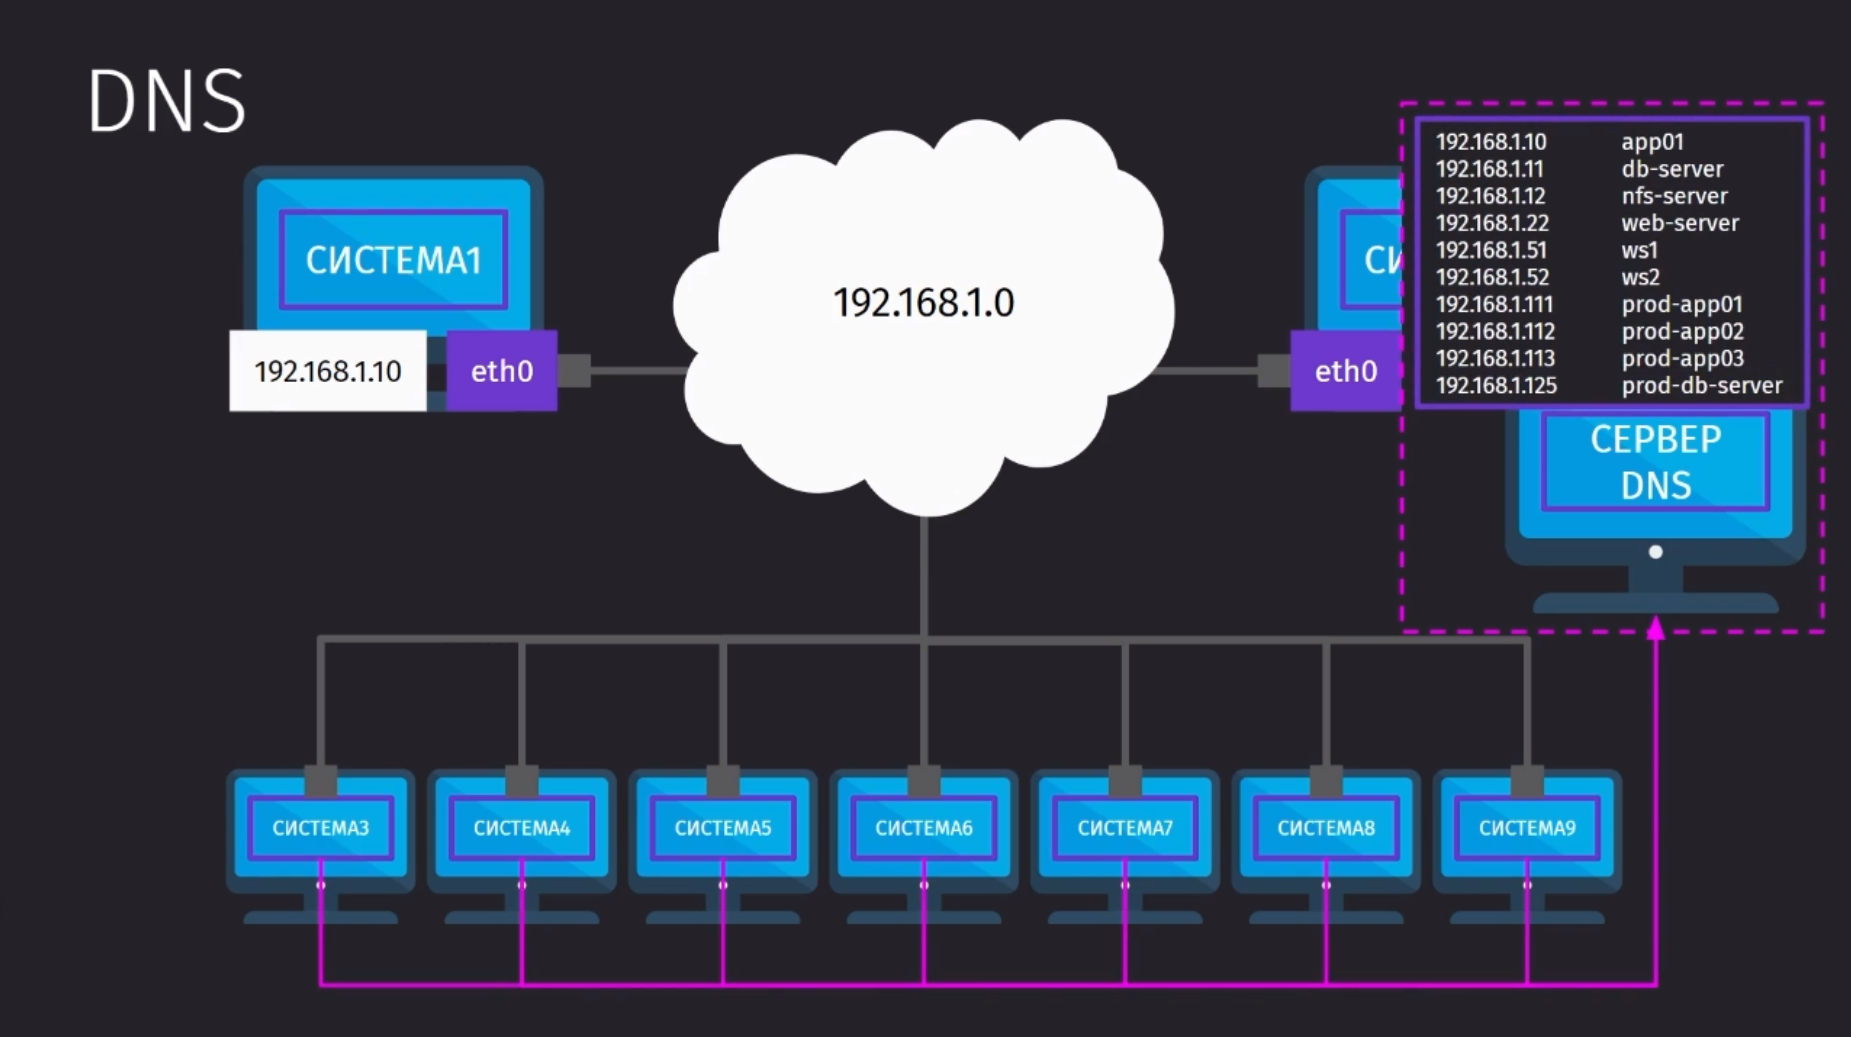 DNS
СИСТЕМА1
192.168.1.10
eth0
192.168.1.0
eth0
192.168.1.10 app01
192.168.1.11 db-server
192.168.1.12 nfs-server
192.168.1.22 web-server
192.168.1.51 ws1
192.168.1.52 ws2
192.168.1.111 prod-app01
192.168.1.112 prod-app02
192.168.1.113 prod-app03
192.168.1.125 prod-db-server
СЕРВЕР
DNS
СИСТЕМА3
СИСТЕМА4
СИСТЕМА5
СИСТЕМА6
СИСТЕМА7
СИСТЕМА8
СИСТЕМА9